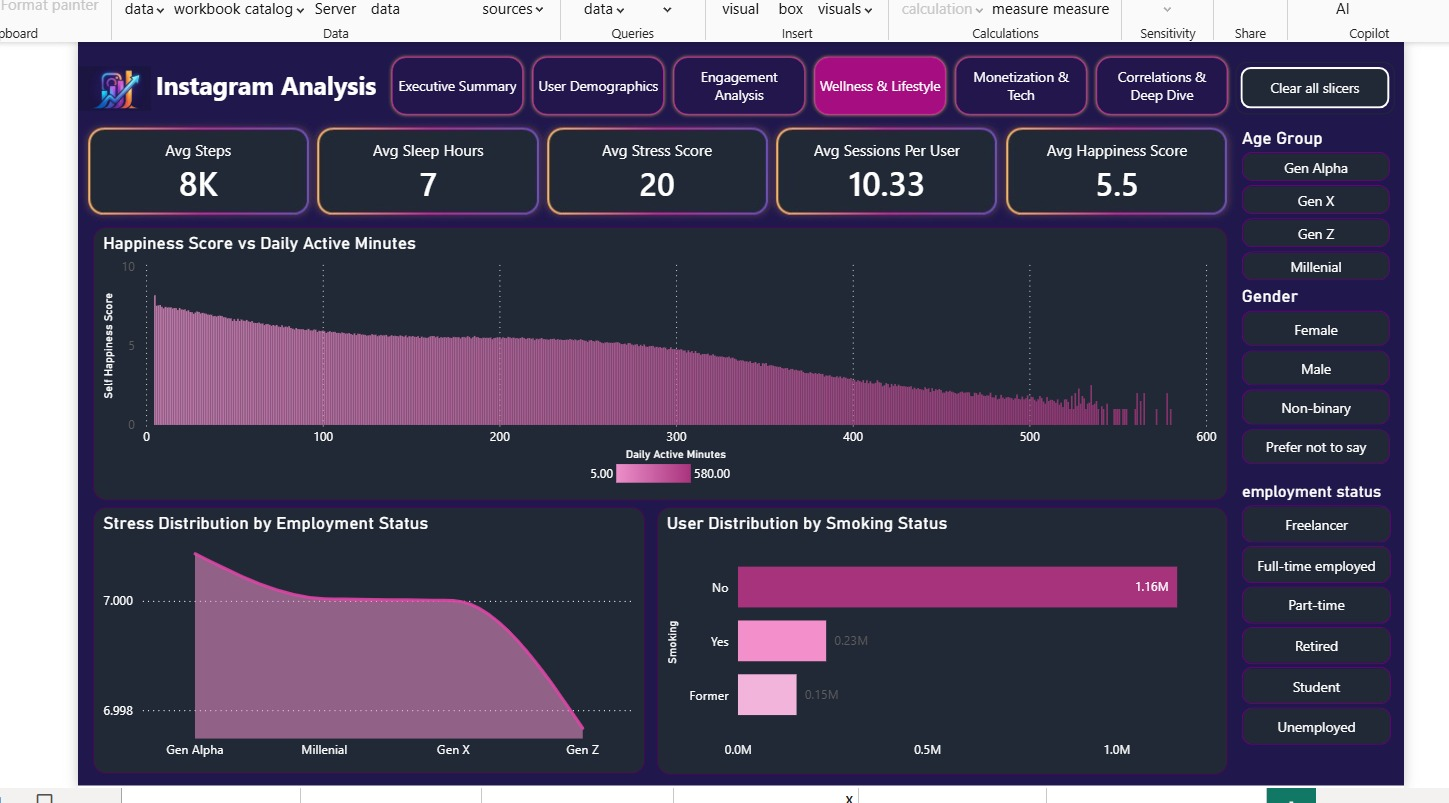 Format painter
data
workbook catalog
Server
data
sources
data
visual
box
visuals
calculation
measure
measure
AI
Data
Queries
Insert
Calculations
Sensitivity
Share
Copilot
Instagram Analysis
Executive Summary
User Demographics
Engagement
Analysis
Wellness & Lifestyle
Monetization &
Tech
Correlations &
Deep Dive
Clear all slicers
Avg Steps
8K
Avg Sleep Hours
7
Avg Stress Score
20
Avg Sessions Per User
10.33
Avg Happiness Score
5.5
Age Group
Gen Alpha
Gen X
Gen Z
Millenial
Gender
Female
Male
Non-binary
Prefer not to say
employment status
Freelancer
Full-time employed
Part-time
Retired
Student
Unemployed
Happiness Score vs Daily Active Minutes
Self Happiness Score
10
5
0
0 100 200 300 400 500 600
Daily Active Minutes
5.00 580.00
Stress Distribution by Employment Status
7.000
6.998
Gen Alpha Millenial Gen X Gen Z
User Distribution by Smoking Status
Smoking
No 1.16M
Yes 0.23M
Former 0.15M
0.0M 0.5M 1.0M
x